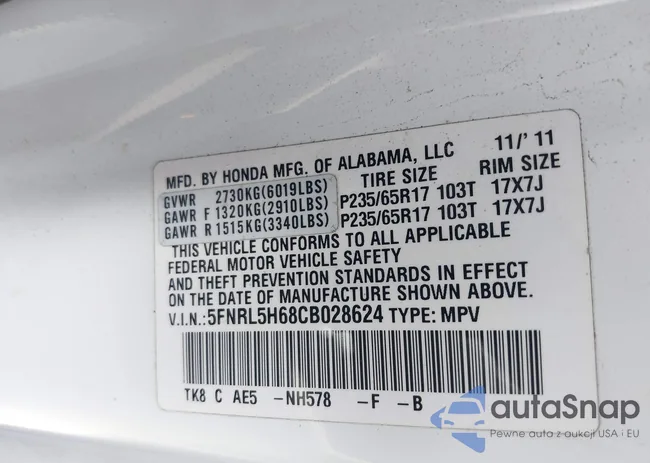 MFD. BY HONDA MFG. OF ALABAMA, LLC 11/'11
TIRE SIZE RIM SIZE
GVWR 2730KG(6019LBS)
GAWR F 1320KG(2910LBS) P235/65R17 103T 17X7J
GAWR R 1515KG(3340LBS) P235/65R17 103T 17X7J
THIS VEHICLE CONFORMS TO ALL APPLICABLE
FEDERAL MOTOR VEHICLE SAFETY
AND THEFT PREVENTION STANDARDS IN EFFECT
ON THE DATE OF MANUFACTURE SHOWN ABOVE.
V.I.N.:5FNRL5H68CB028624 TYPE: MPV
TK8 C AE5 -NH578 -F -B
autaSnap
Pewne auta z aukcji USA i EU